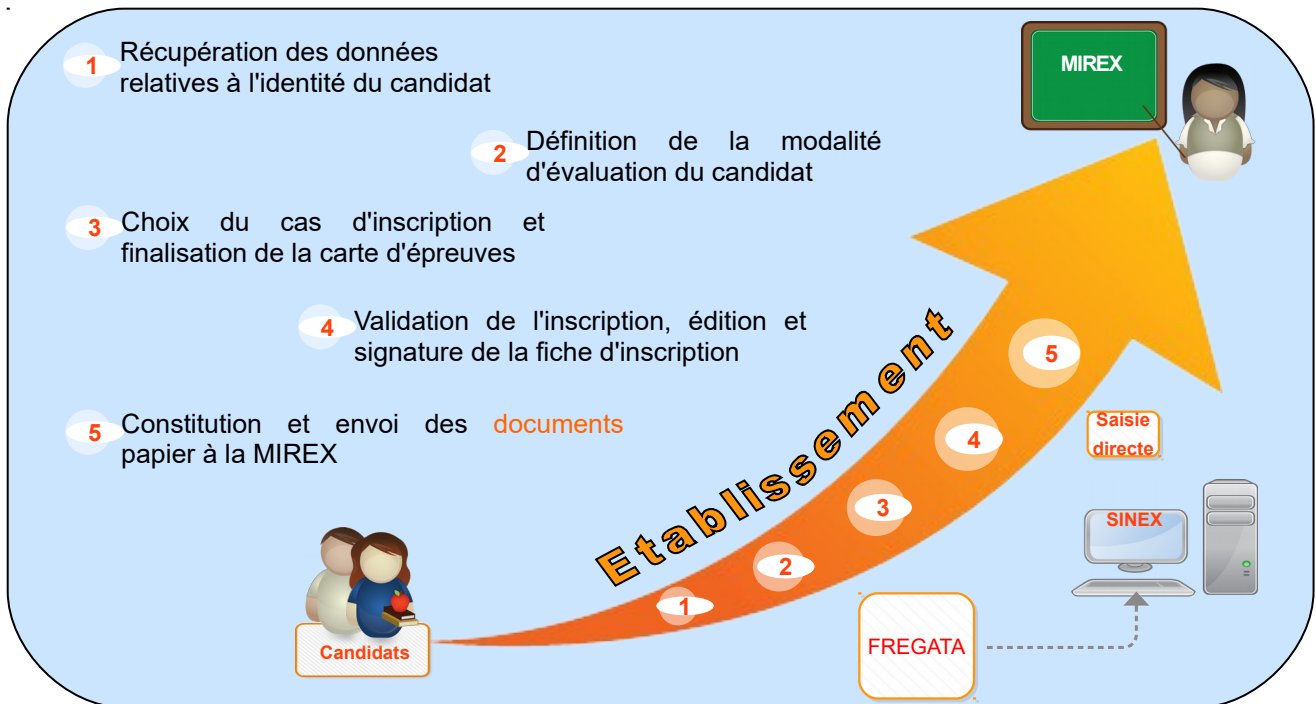 1 Récupération des données
relatives à l'identité du candidat
MIREX
2 Définition de la modalité
d'évaluation du candidat
3 Choix du cas d'inscription et
finalisation de la carte d'épreuves
4 Validation de l'inscription, édition et
signature de la fiche d'inscription
5 Constitution et envoi des documents
papier à la MIREX
Etablissement
5
4
3
2
1
Saisie
directe
SINEX
FREGATA
Candidats